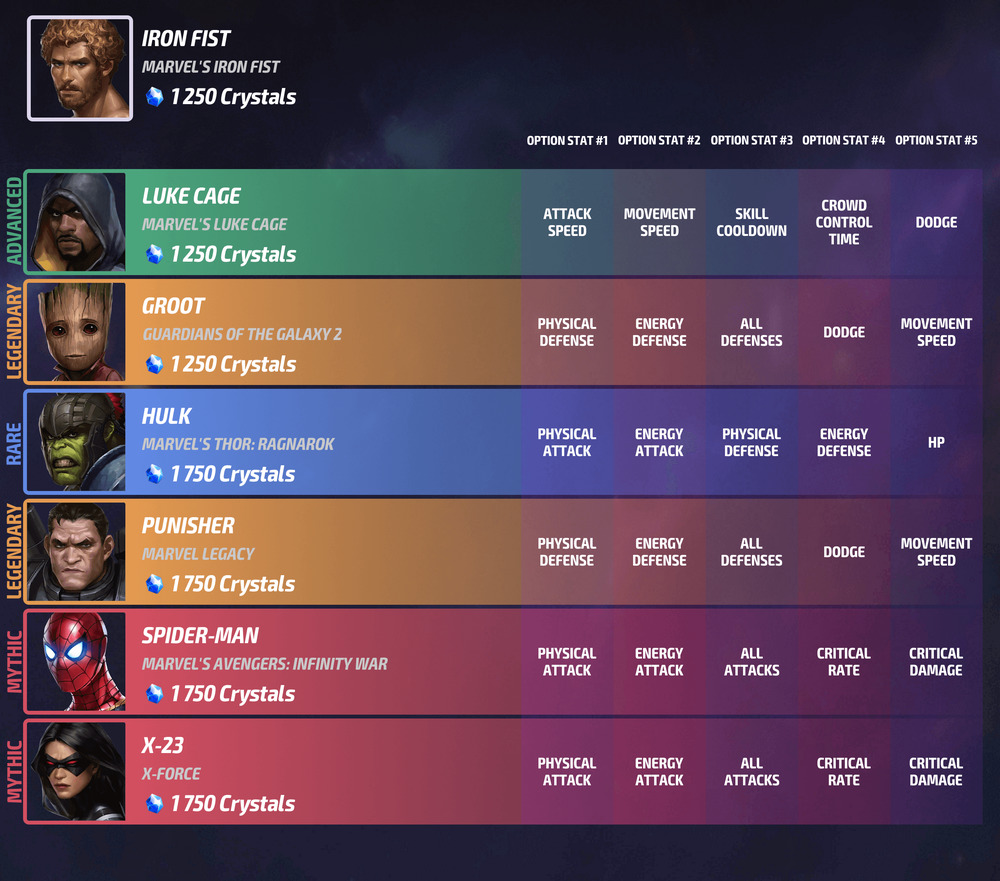 IRON FIST
MARVEL'S IRON FIST
1 250 Crystals
OPTION STAT #1 OPTION STAT #2 OPTION STAT #3 OPTION STAT #4 OPTION STAT #5
ADVANCED
LUKE CAGE
MARVEL'S LUKE CAGE
1 250 Crystals
ATTACK
SPEED
MOVEMENT
SPEED
SKILL
COOLDOWN
CROWD
CONTROL
TIME
DODGE
LEGENDARY
GROOT
GUARDIANS OF THE GALAXY 2
1 250 Crystals
PHYSICAL
DEFENSE
ENERGY
DEFENSE
ALL
DEFENSES
DODGE
MOVEMENT
SPEED
RARE
HULK
MARVEL'S THOR: RAGNAROK
1 750 Crystals
PHYSICAL
ATTACK
ENERGY
ATTACK
PHYSICAL
DEFENSE
ENERGY
DEFENSE
HP
LEGENDARY
PUNISHER
MARVEL LEGACY
1 750 Crystals
PHYSICAL
DEFENSE
ENERGY
DEFENSE
ALL
DEFENSES
DODGE
MOVEMENT
SPEED
MYTHIC
SPIDER-MAN
MARVEL'S AVENGERS: INFINITY WAR
1 750 Crystals
PHYSICAL
ATTACK
ENERGY
ATTACK
ALL
ATTACKS
CRITICAL
RATE
CRITICAL
DAMAGE
MYTHIC
X-23
X-FORCE
1 750 Crystals
PHYSICAL
ATTACK
ENERGY
ATTACK
ALL
ATTACKS
CRITICAL
RATE
CRITICAL
DAMAGE